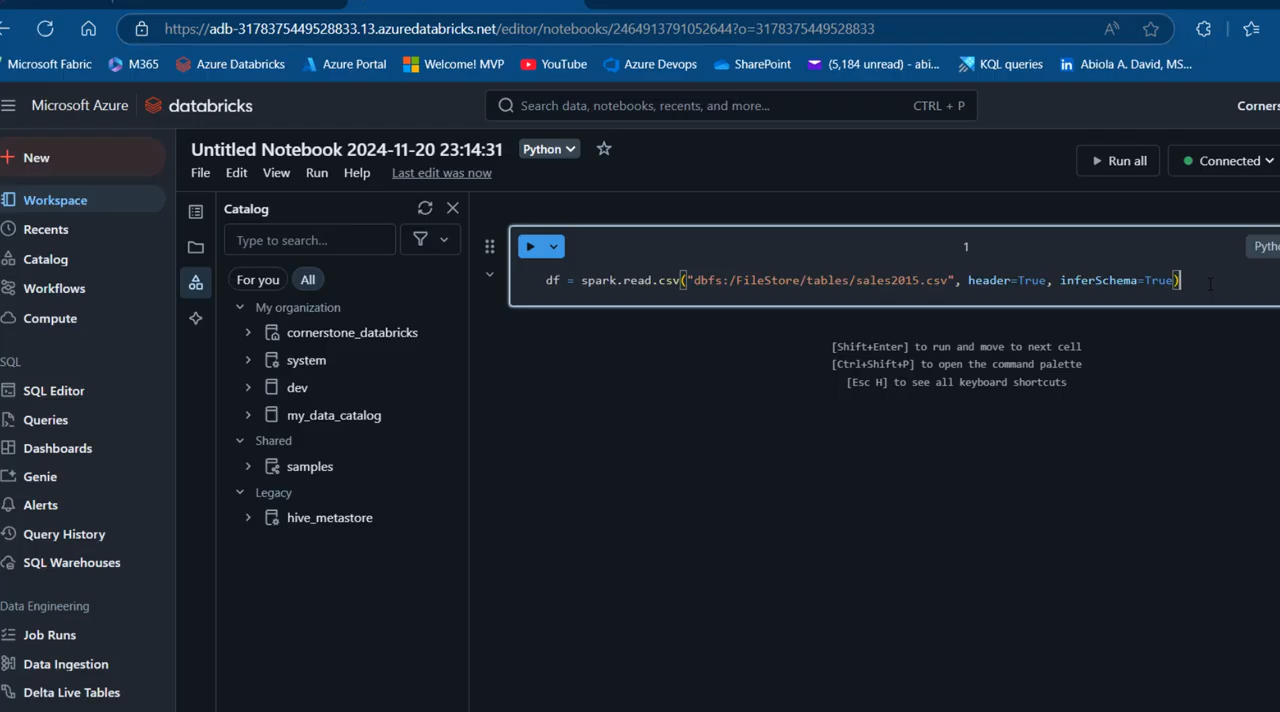 https://adb-3178375449528833.13.azuredatabricks.net/editor/notebooks/2464913791052644?o=3178375449528833
Microsoft Fabric M365 Azure Databricks Azure Portal Welcome! MVP YouTube Azure Devops SharePoint (5,184 unread) - abi... KQL queries Abiola A. David, MS...
Microsoft Azure databricks Search data, notebooks, recents, and more... CTRL + P Corners
New
Workspace
Recents
Catalog
Workflows
Compute
SQL
SQL Editor
Queries
Dashboards
Genie
Alerts
Query History
SQL Warehouses
Data Engineering
Job Runs
Data Ingestion
Delta Live Tables
Untitled Notebook 2024-11-20 23:14:31 Python
File Edit View Run Help Last edit was now
Run all Connected
Catalog
Type to search...
For you All
My organization
cornerstone_databricks
system
dev
my_data_catalog
Shared
samples
Legacy
hive_metastore
1 Pytho
df = spark.read.csv("dbfs:/FileStore/tables/sales2015.csv", header=True, inferSchema=True)
[Shift+Enter] to run and move to next cell
[Ctrl+Shift+P] to open the command palette
[Esc H] to see all keyboard shortcuts